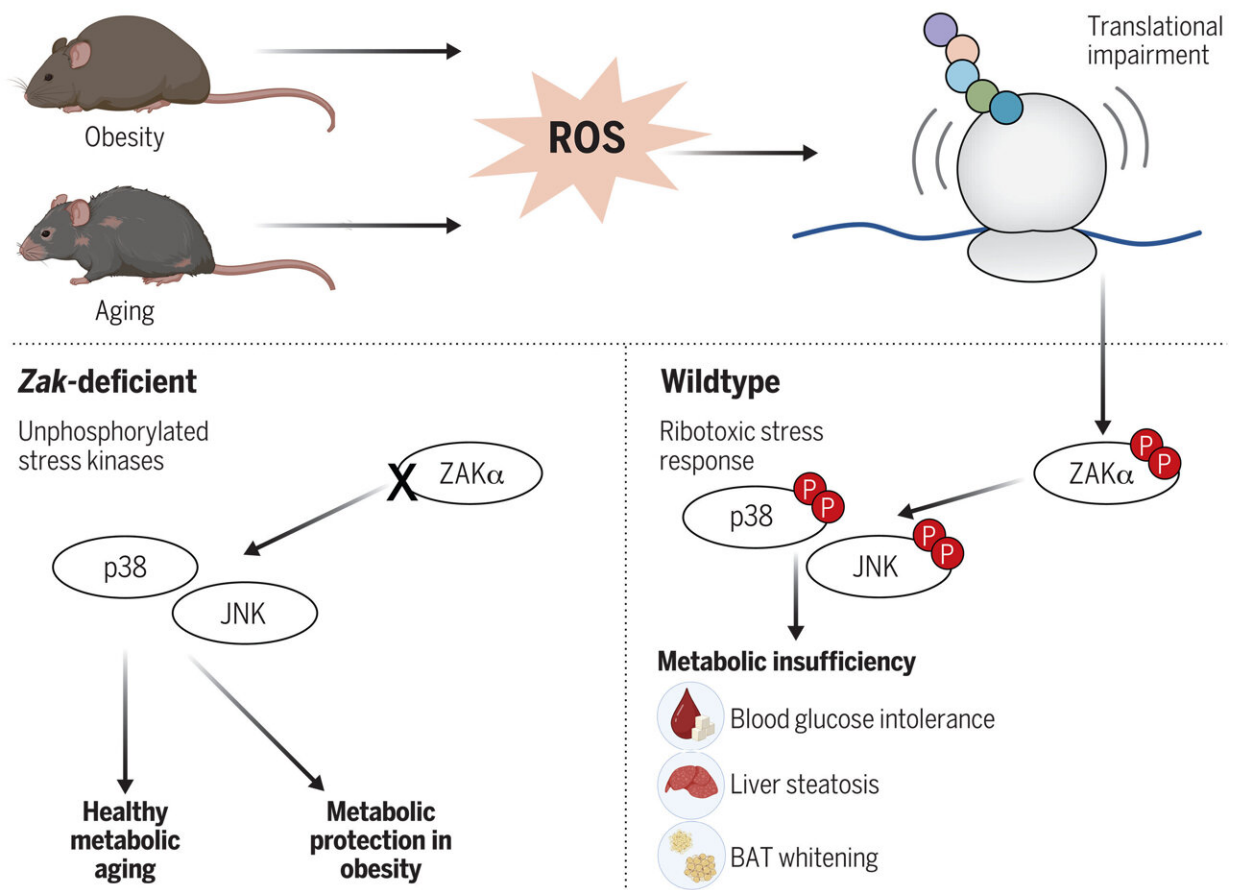 Obesity
Aging
ROS
Translational
impairment
Zak-deficient
Unphosphorylated
stress kinases
X
ZAKα
p38
JNK
Healthy
metabolic
aging
Metabolic
protection in
obesity
Wildtype
Ribotoxic stress
response
P
P
ZAKα
P
P
p38
P
P
JNK
Metabolic insufficiency
Blood glucose intolerance
Liver steatosis
BAT whitening